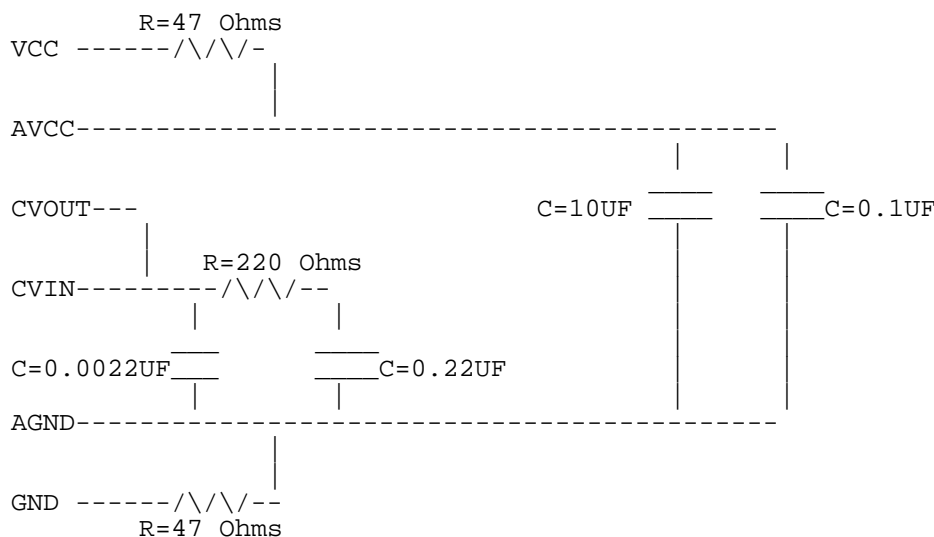 R=47 Ohms
VCC ------/\/\/-
AVCC--------------------------------------------
CVOUT---
C=10UF
C=0.1UF
R=220 Ohms
CVIN---------/\/\/--
C=0.0022UF
C=0.22UF
AGND--------------------------------------------
GND ------/\/\/--
R=47 Ohms